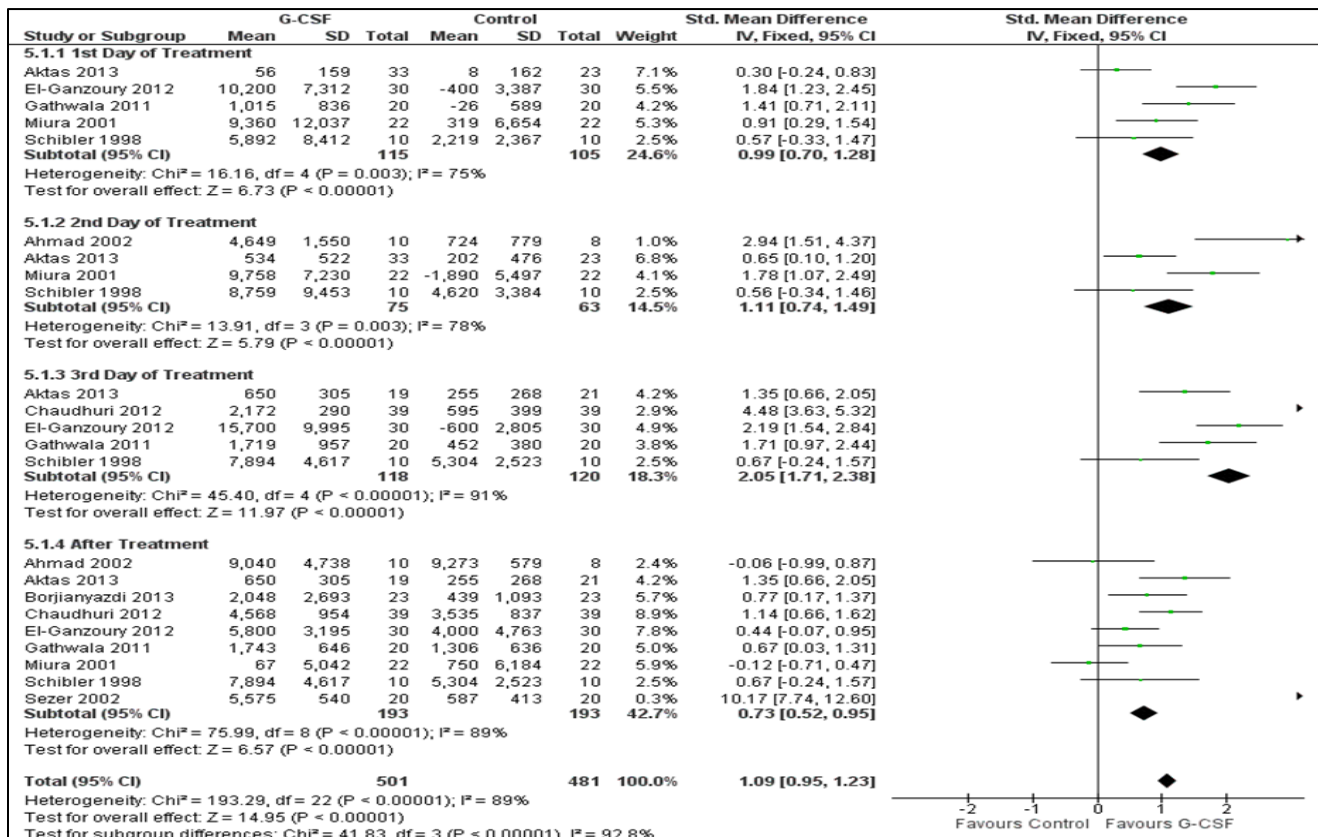 G-CSF Control Std. Mean Difference Std. Mean Difference
Study or Subgroup Mean SD Total Mean SD Total Weight IV, Fixed, 95% CI IV, Fixed, 95% CI
5.1.1 1st Day of Treatment
Aktas 2013 56 159 33 8 162 23 7.1% 0.30 [-0.24, 0.83]
El-Ganzoury 2012 10,200 7,312 30 -400 3,387 30 5.5% 1.84 [1.23, 2.45]
Gathwala 2011 1,015 836 20 -26 589 20 4.2% 1.41 [0.71, 2.11]
Miura 2001 9,360 12,037 22 319 6,654 22 5.3% 0.91 [0.29, 1.54]
Schibler 1998 5,892 8,412 10 2,219 2,367 10 2.6% 0.57 [-0.33, 1.47]
Subtotal (95% CI) 115 105 24.6% 0.99 [0.70, 1.28]
Heterogeneity: Chi² = 16.16, df = 4 (P = 0.003); I² = 75%
Test for overall effect: Z = 6.73 (P < 0.00001)
5.1.2 2nd Day of Treatment
Ahmad 2002 4,649 1,550 10 724 779 8 1.0% 2.94 [1.51, 4.37]
Aktas 2013 534 522 33 202 476 23 6.8% 0.65 [0.10, 1.20]
Miura 2001 9,758 7,230 22 -1,890 5,497 22 4.1% 1.78 [1.07, 2.49]
Schibler 1998 8,759 9,453 10 4,620 3,384 10 2.5% 0.56 [-0.34, 1.46]
Subtotal (95% CI) 75 63 14.5% 1.11 [0.74, 1.49]
Heterogeneity: Chi² = 13.91, df = 3 (P = 0.003); I² = 78%
Test for overall effect: Z = 5.79 (P < 0.00001)
5.1.3 3rd Day of Treatment
Aktas 2013 650 305 19 255 268 21 4.2% 1.35 [0.66, 2.05]
Chaudhuri 2012 2,172 290 39 595 399 39 2.9% 4.48 [3.63, 5.32]
El-Ganzoury 2012 15,700 9,995 30 -600 2,805 30 4.9% 2.19 [1.54, 2.84]
Gathwala 2011 1,719 957 20 452 380 20 3.8% 1.71 [0.97, 2.44]
Schibler 1998 7,894 4,617 10 5,304 2,523 10 2.5% 0.67 [-0.24, 1.57]
Subtotal (95% CI) 118 120 18.3% 2.05 [1.71, 2.38]
Heterogeneity: Chi² = 45.40, df = 4 (P < 0.00001); I² = 91%
Test for overall effect: Z = 11.97 (P < 0.00001)
5.1.4 After Treatment
Ahmad 2002 9,040 4,738 10 9,273 579 8 2.4% -0.06 [-0.99, 0.87]
Aktas 2013 650 305 19 255 268 21 4.2% 1.35 [0.66, 2.05]
Borjianyazdi 2013 2,048 2,693 23 439 1,093 23 5.7% 0.77 [0.17, 1.37]
Chaudhuri 2012 4,568 954 39 3,535 837 39 8.9% 1.14 [0.66, 1.62]
El-Ganzoury 2012 5,800 3,195 30 4,000 4,763 30 7.8% 0.44 [-0.07, 0.95]
Gathwala 2011 1,743 646 20 1,306 636 20 5.0% 0.67 [0.03, 1.31]
Miura 2001 67 5,042 22 750 6,184 22 5.9% -0.12 [-0.71, 0.47]
Schibler 1998 7,894 4,617 10 5,304 2,523 10 2.5% 0.67 [-0.24, 1.57]
Sezer 2002 5,575 540 20 587 413 20 0.3% 10.17 [7.74, 12.60]
Subtotal (95% CI) 193 193 42.7% 0.73 [0.52, 0.95]
Heterogeneity: Chi² = 75.99, df = 8 (P < 0.00001); I² = 89%
Test for overall effect: Z = 6.57 (P < 0.00001)
Total (95% CI) 501 481 100.0% 1.09 [0.95, 1.23]
Heterogeneity: Chi² = 193.29, df = 22 (P < 0.00001); I² = 89%
Test for overall effect: Z = 14.95 (P < 0.00001)
Test for subgroup differences: Chi² = 41.83, df = 3 (P < 0.00001), I² = 92.8%
-2 -1 0 1 2
Favours Control Favours G-CSF